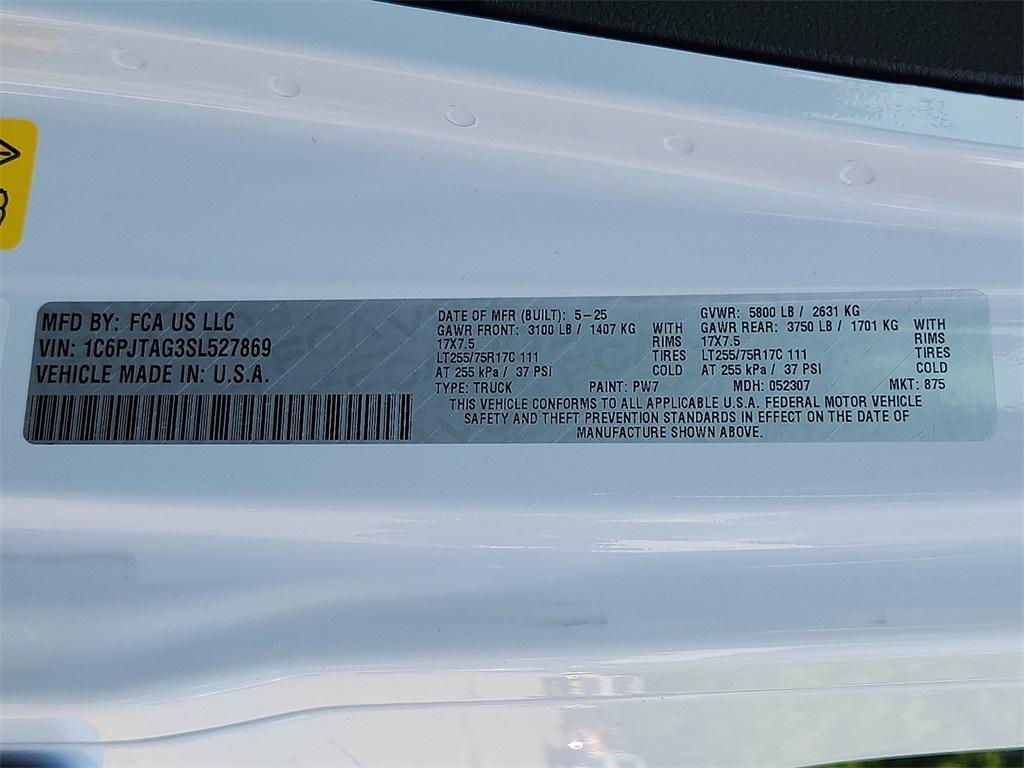 MFD BY: FCA US LLC
VIN: 1C6PJTAG3SL527869
VEHICLE MADE IN: U.S.A.
DATE OF MFR (BUILT): 5-25
GAWR FRONT: 3100 LB / 1407 KG WITH
17X7.5 RIMS
LT255/75R17C 111 TIRES
AT 255 kPa / 37 PSI COLD
GVWR: 5800 LB / 2631 KG
GAWR REAR: 3750 LB / 1701 KG WITH
17X7.5 RIMS
LT255/75R17C 111 TIRES
AT 255 kPa / 37 PSI COLD
TYPE: TRUCK PAINT: PW7 MDH: 052307 MKT: 875
THIS VEHICLE CONFORMS TO ALL APPLICABLE U.S.A. FEDERAL MOTOR VEHICLE
SAFETY AND THEFT PREVENTION STANDARDS IN EFFECT ON THE DATE OF
MANUFACTURE SHOWN ABOVE.